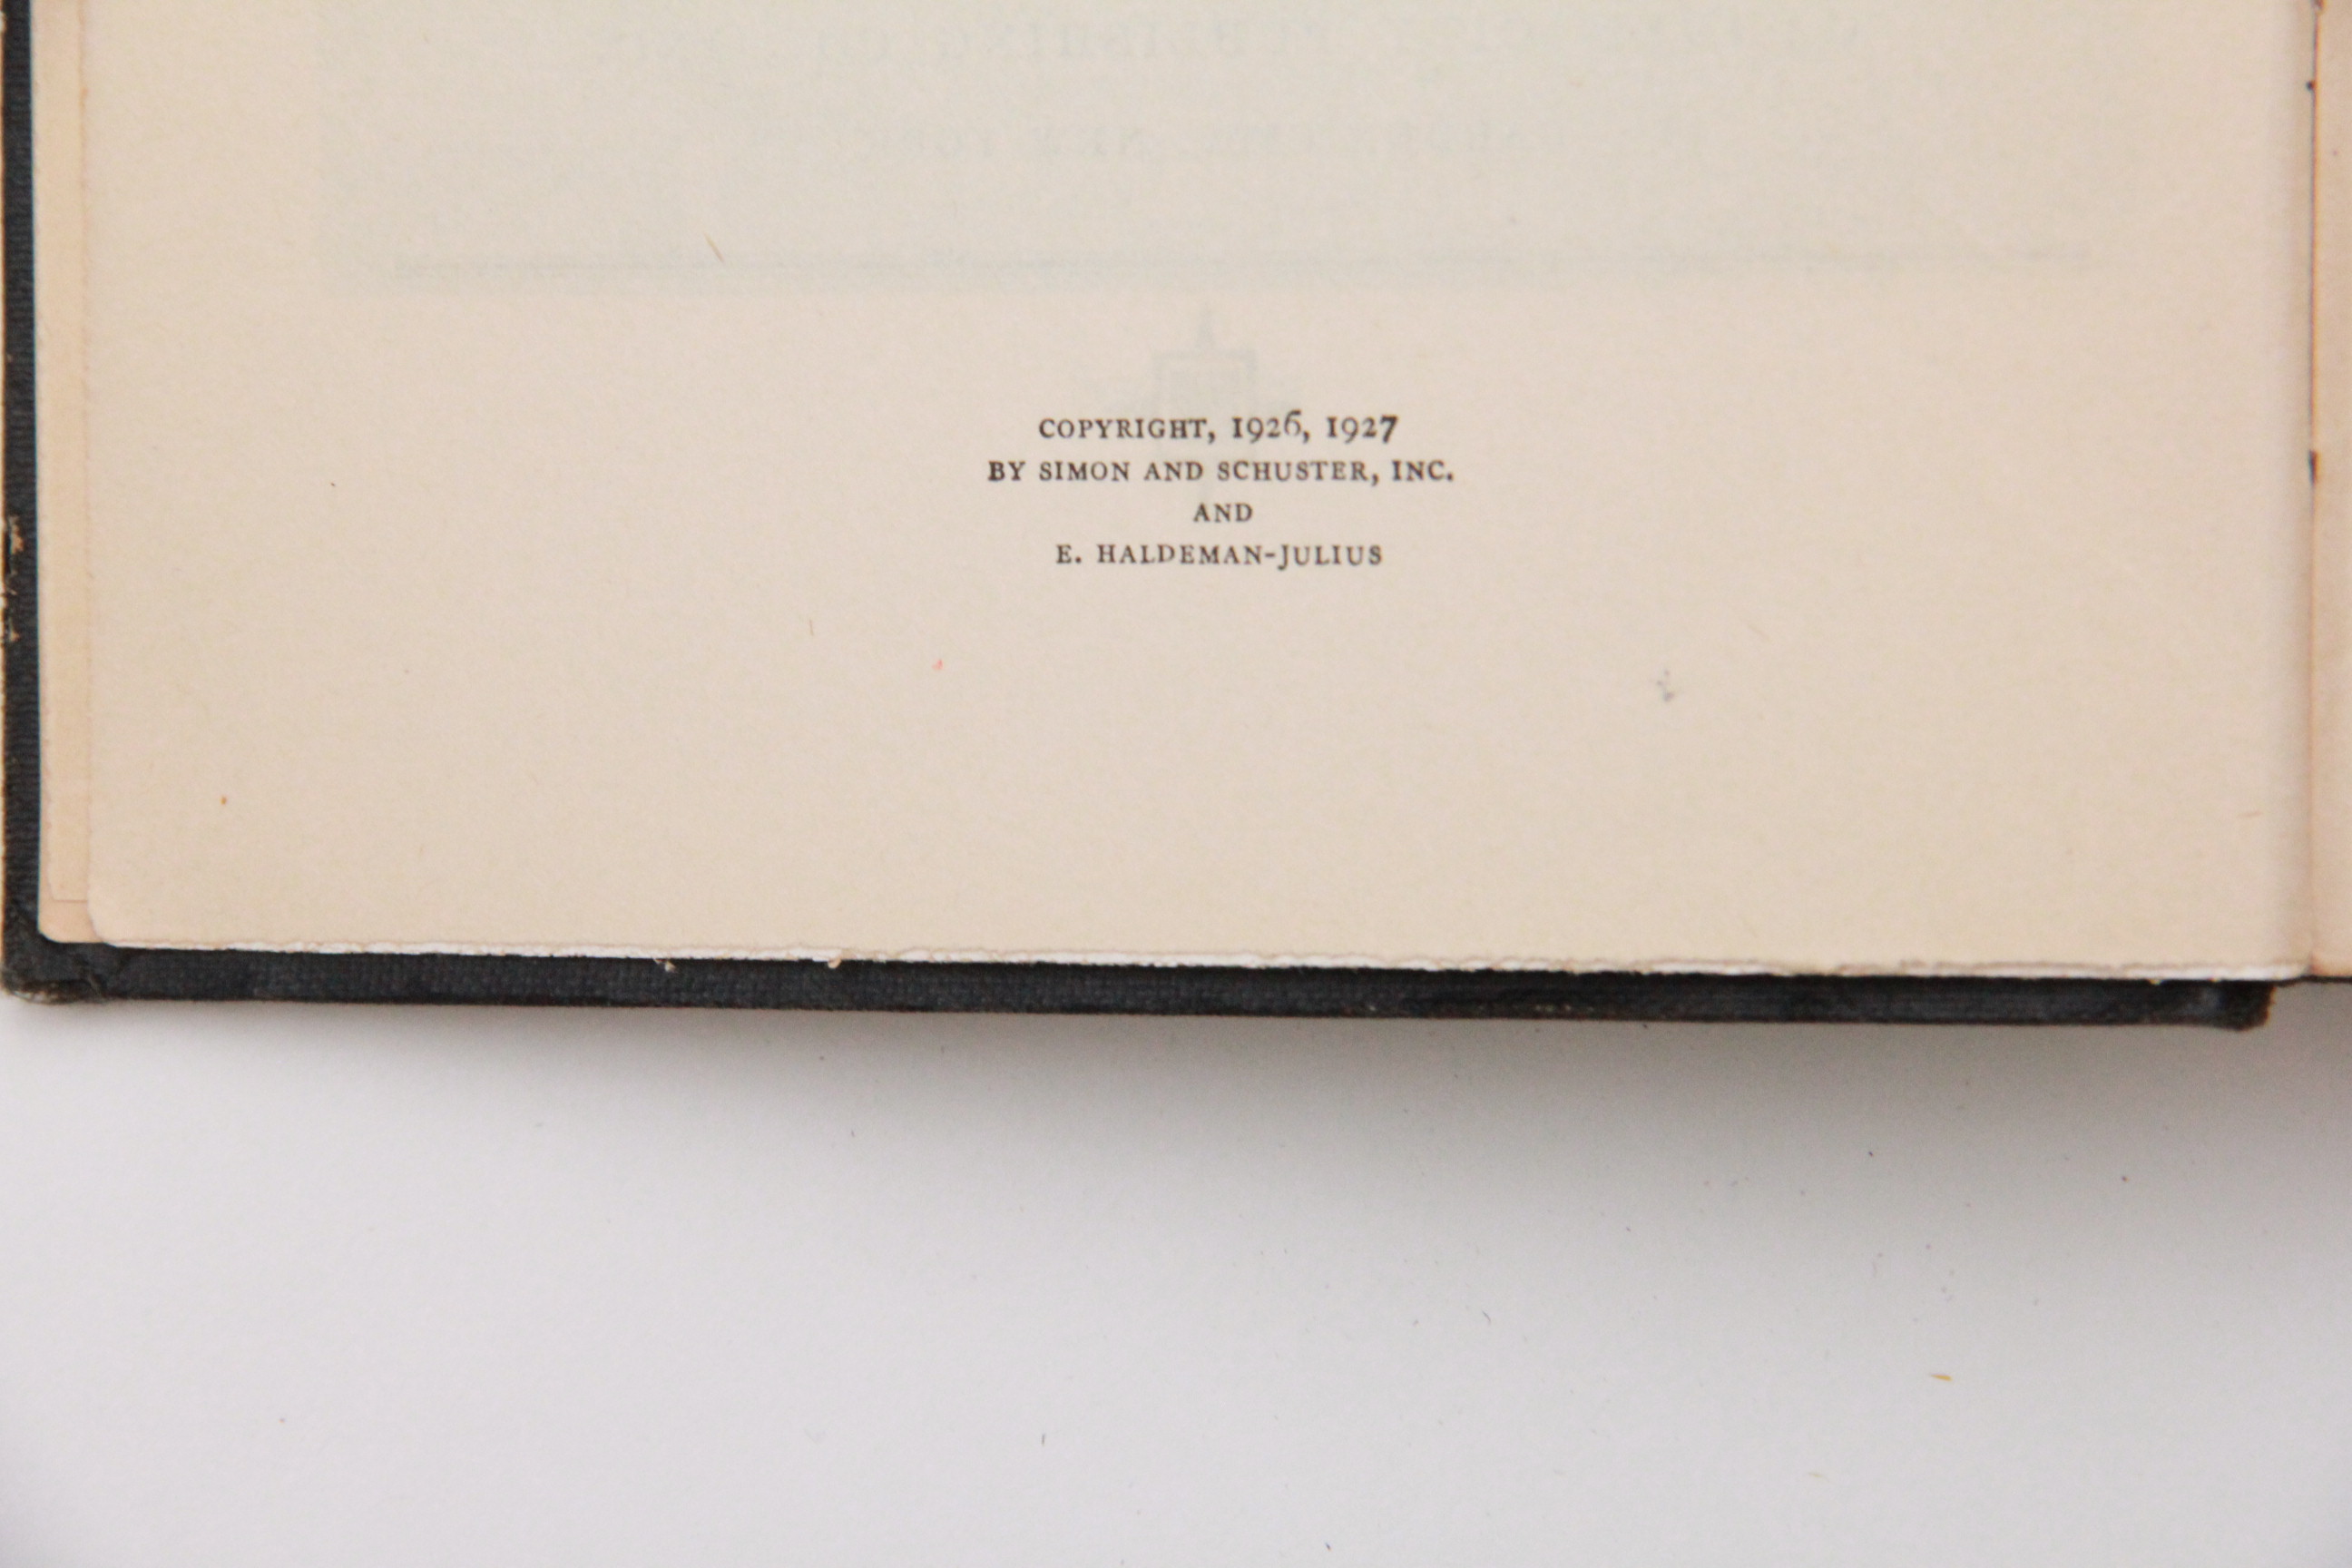 COPYRIGHT, 1926, 1927
BY SIMON AND SCHUSTER, INC.
AND
E. HALDEMAN-JULIUS